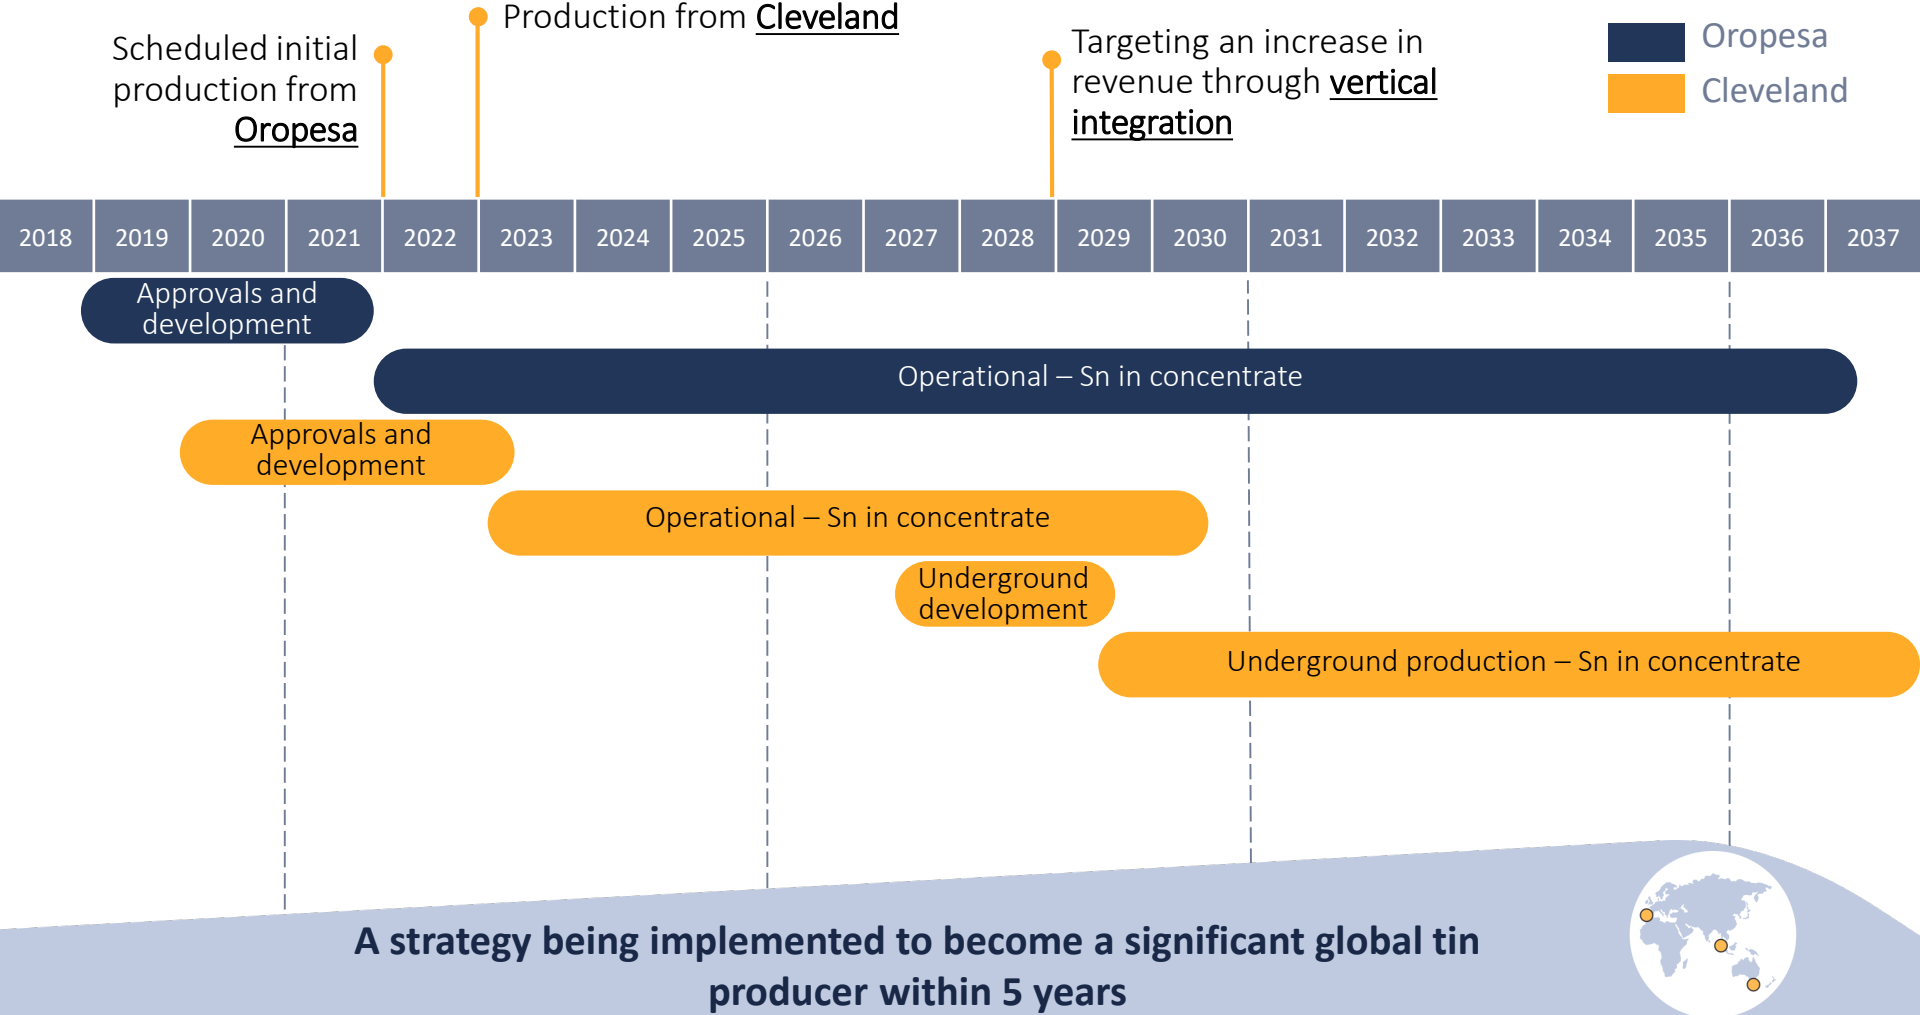 Production from Cleveland
Scheduled initial
production from
Oropesa
Targeting an increase in
revenue through vertical
integration
Oropesa
Cleveland
2018 2019 2020 2021 2022 2023 2024 2025 2026 2027 2028 2029 2030 2031 2032 2033 2034 2035 2036 2037
Approvals and
development
Operational – Sn in concentrate
Approvals and
development
Operational – Sn in concentrate
Underground
development
Underground production – Sn in concentrate
A strategy being implemented to become a significant global tin
producer within 5 years